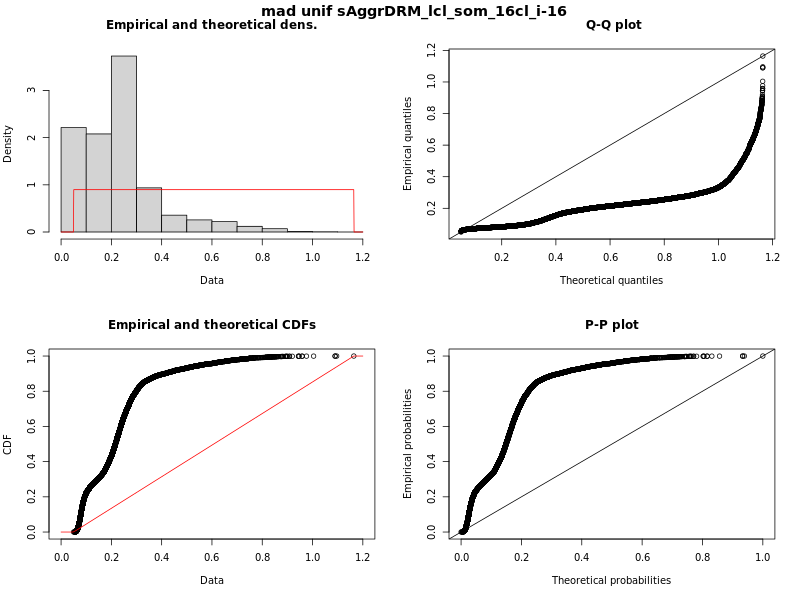 mad unif sAggrDRM_lcl_som_16cl_i-16
Empirical and theoretical dens.
Density
0
1
2
3
0.0 0.2 0.4 0.6 0.8 1.0 1.2
Data
Q-Q plot
Empirical quantiles
0.2 0.4 0.6 0.8 1.0 1.2
0.2 0.4 0.6 0.8 1.0 1.2
Theoretical quantiles
Empirical and theoretical CDFs
CDF
0.0 0.2 0.4 0.6 0.8 1.0
0.0 0.2 0.4 0.6 0.8 1.0 1.2
Data
P-P plot
Empirical probabilities
0.0 0.2 0.4 0.6 0.8 1.0
0.0 0.2 0.4 0.6 0.8 1.0
Theoretical probabilities